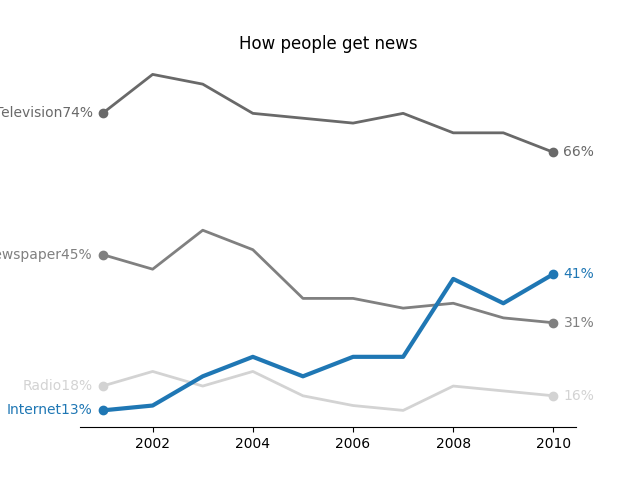 How people get news
Television74%
66%
ewspaper45%
41%
31%
Radio18%
16%
Internet13%
2002 2004 2006 2008 2010